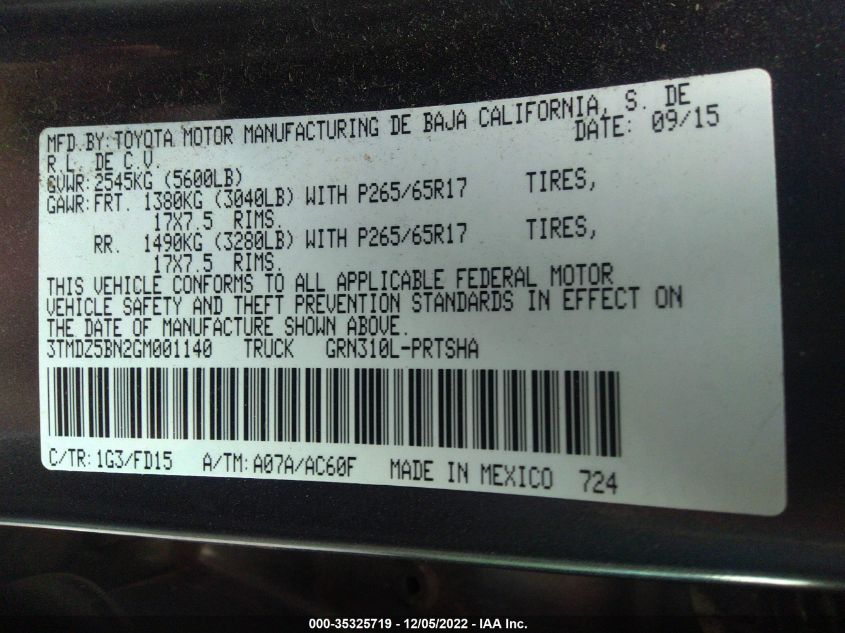 MFD.BY:TOYOTA MOTOR MANUFACTURING DE BAJA CALIFORNIA, S. DE
R L. DE C.V. DATE: 09/15
GVWR:2545KG (5600LB)
GAWR:FRT. 1380KG (3040LB) WITH P265/65R17 TIRES,
17X7.5 RIMS.
RR. 1490KG (3280LB) WITH P265/65R17 TIRES,
17X7.5 RIMS.
THIS VEHICLE CONFORMS TO ALL APPLICABLE FEDERAL MOTOR
VEHICLE SAFETY AND THEFT PREVENTION STANDARDS IN EFFECT ON
THE DATE OF MANUFACTURE SHOWN ABOVE.
3TMDZ5BN2GM001140 TRUCK GRN310L-PRTSHA
C/TR:1G3/FD15 A/TM:A07A/AC60F MADE IN MEXICO 724
000-35325719 - 12/05/2022 - IAA Inc.